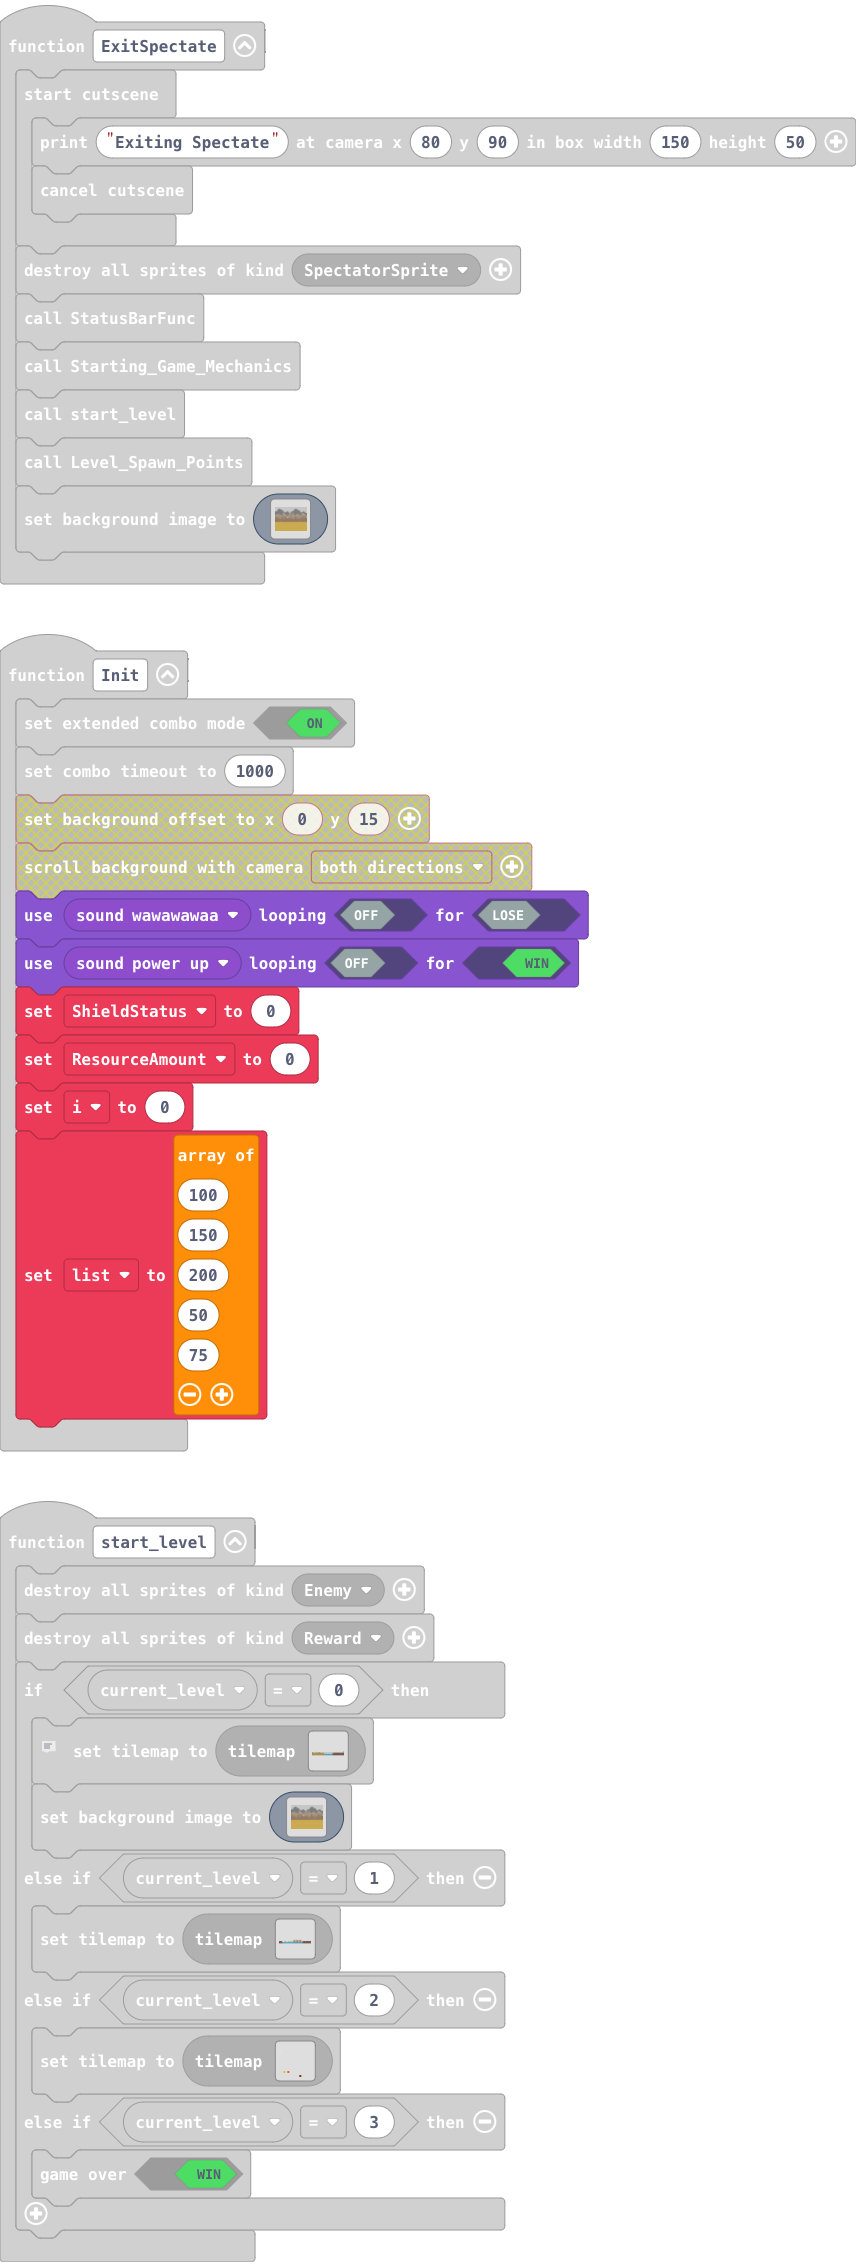 function ExitSpectate
start cutscene
print "Exiting Spectate" at camera x 80 y 90 in box width 150 height 50
cancel cutscene
destroy all sprites of kind SpectatorSprite
call StatusBarFunc
call Starting_Game_Mechanics
call start_level
call Level_Spawn_Points
set background image to
function Init
set extended combo mode ON
set combo timeout to 1000
set background offset to x 0 y 15
scroll background with camera both directions
use sound wawawawaa looping OFF for LOSE
use sound power up looping OFF for WIN
set ShieldStatus to 0
set ResourceAmount to 0
set i to 0
array of
100
150
set list to 200
50
75
function start_level
destroy all sprites of kind Enemy
destroy all sprites of kind Reward
if current_level = 0 then
set tilemap to tilemap
set background image to
else if current_level = 1 then
set tilemap to tilemap
else if current_level = 2 then
set tilemap to tilemap
else if current_level = 3 then
game over WIN